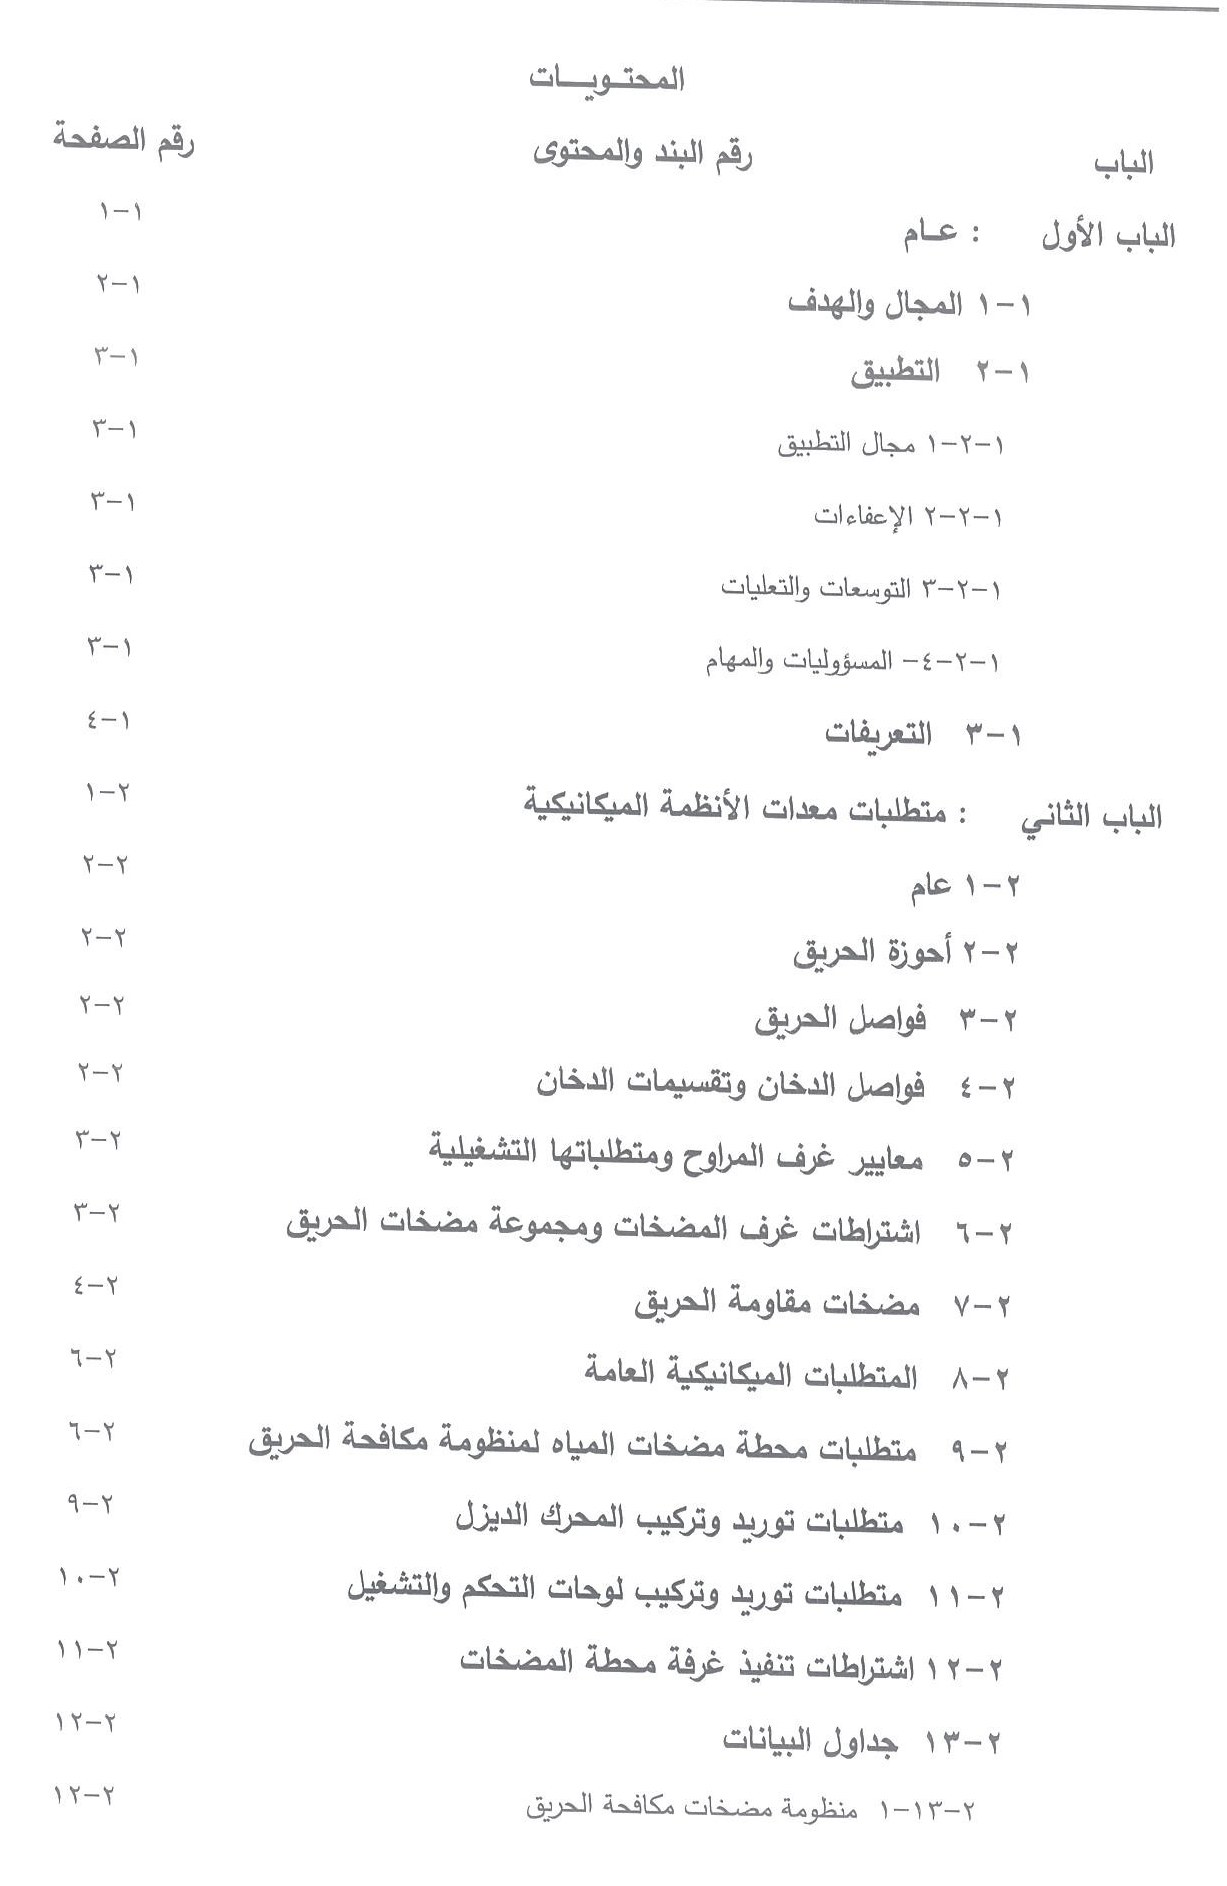 المحتــويــــات
الباب رقم البند والمحتوى رقم الصفحة
الباب الأول : عــام ١-١
١-١ المجال والهدف ١-٢
١-٢ التطبيق ١-٣
١-٢-١ مجال التطبيق ١-٣
١-٢-٢ الإعفاءات ١-٣
١-٢-٣ التوسعات والتعليات ١-٣
١-٢-٤- المسؤوليات والمهام ١-٣
١-٣ التعريفات ١-٤
الباب الثاني : متطلبات معدات الأنظمة الميكانيكية ٢-١
٢-١ عام ٢-٢
٢-٢ أحوزة الحريق ٢-٢
٢-٣ فواصل الحريق ٢-٢
٢-٤ فواصل الدخان وتقسيمات الدخان ٢-٢
٢-٥ معايير غرف المراوح ومتطلباتها التشغيلية ٢-٣
٢-٦ اشتراطات غرف المضخات ومجموعة مضخات الحريق ٢-٣
٢-٧ مضخات مقاومة الحريق ٢-٤
٢-٨ المتطلبات الميكانيكية العامة ٢-٦
٢-٩ متطلبات محطة مضخات المياه لمنظومة مكافحة الحريق ٢-٦
٢-١٠ متطلبات توريد وتركيب المحرك الديزل ٢-٩
٢-١١ متطلبات توريد وتركيب لوحات التحكم والتشغيل ٢-١٠
٢-١٢ اشتراطات تنفيذ غرفة محطة المضخات ٢-١١
٢-١٣ جداول البيانات ٢-١٢
٢-١٣-١ منظومة مضخات مكافحة الحريق ٢-١٢